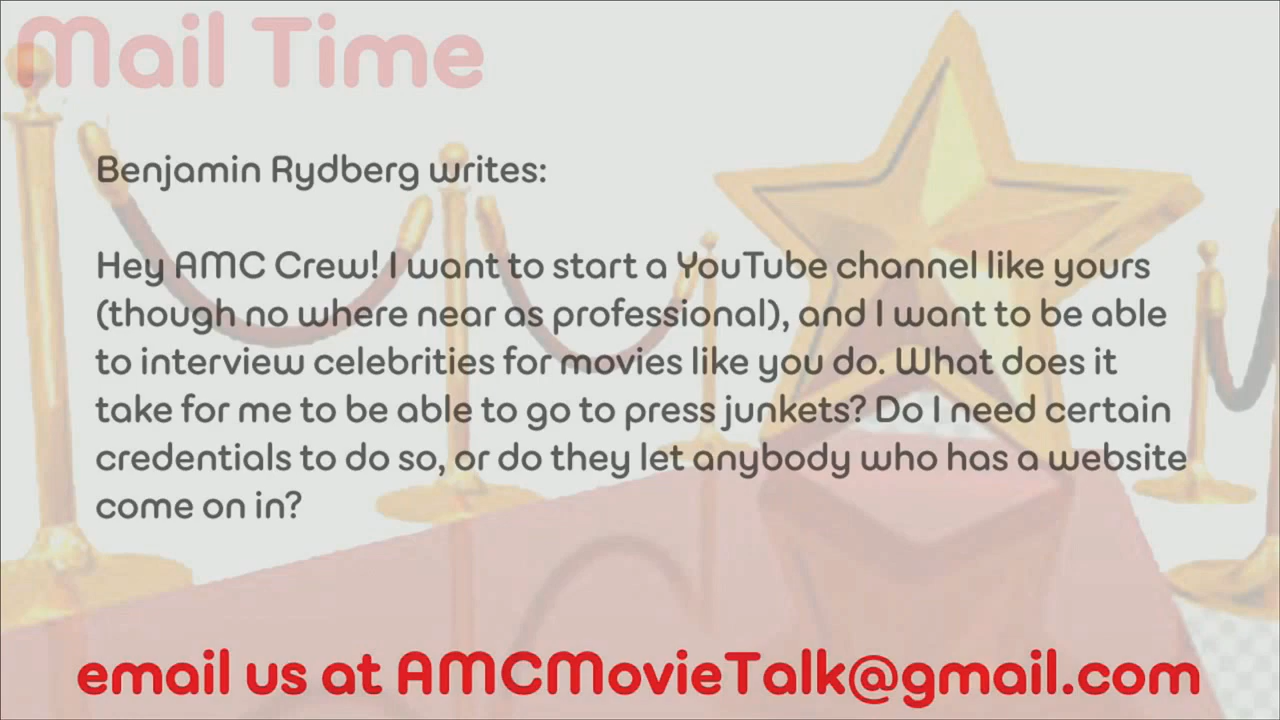 Mail Time
Benjamin Rydberg writes:
Hey AMC Crew! I want to start a YouTube channel like yours
(though no where near as professional), and I want to be able
to interview celebrities for movies like you do. What does it
take for me to be able to go to press junkets? Do I need certain
credentials to do so, or do they let anybody who has a website
come on in?
email us at AMCMovieTalk@gmail.com